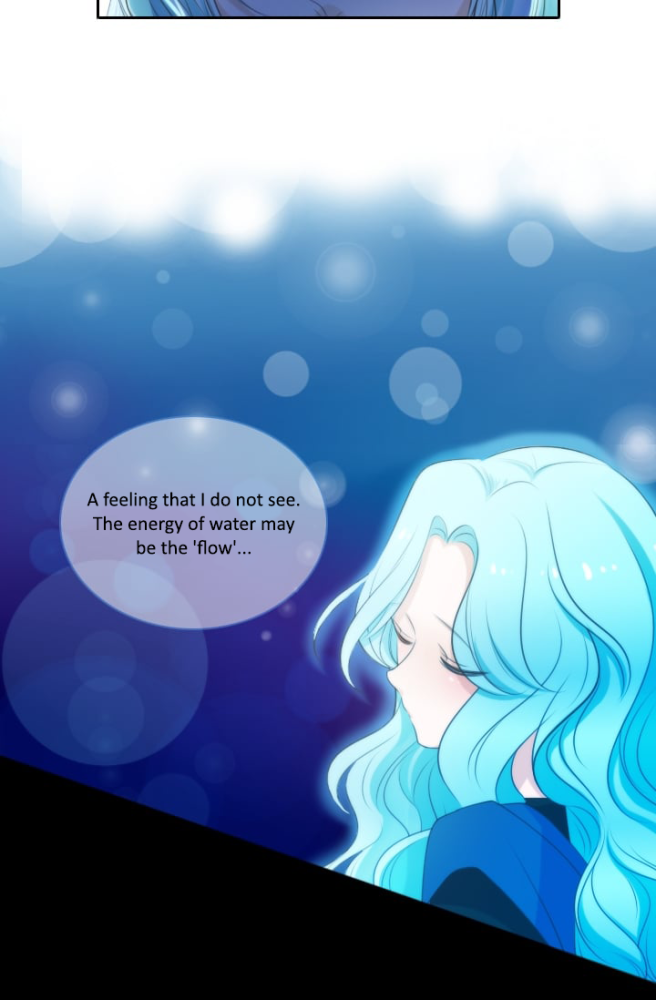 A feeling that I do not see.
The energy of water may
be the 'flow'...